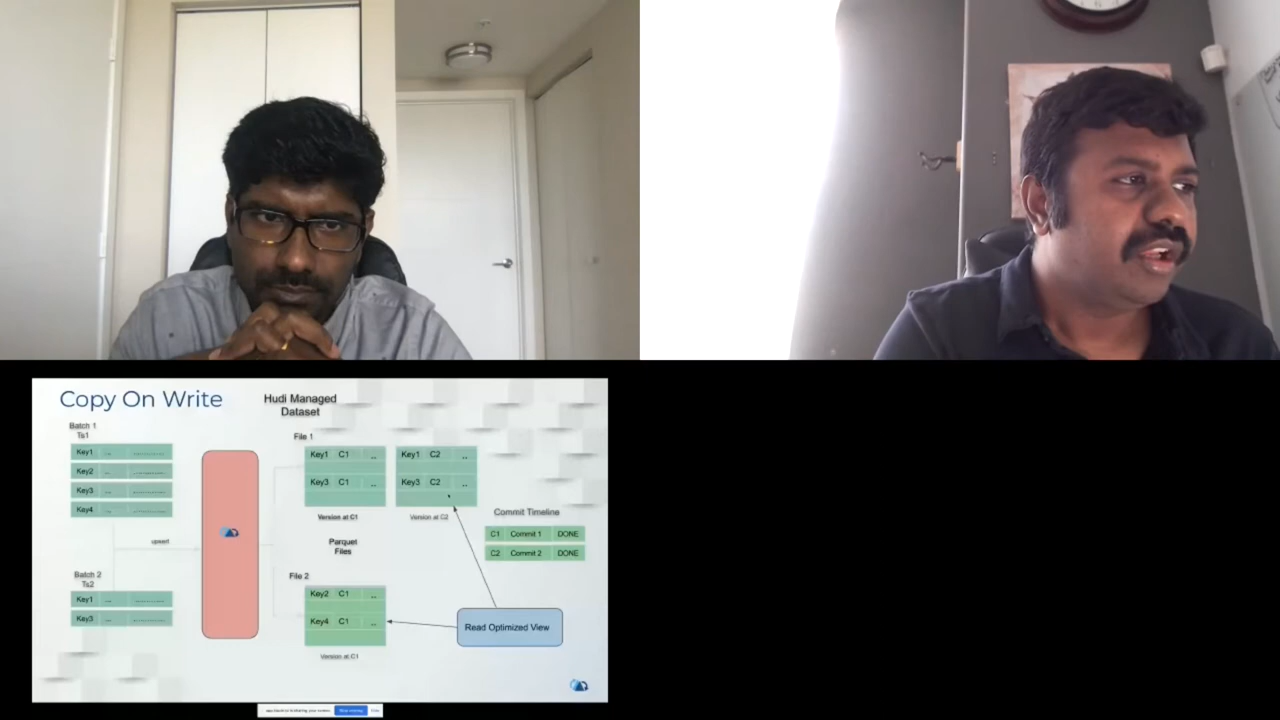 Copy On Write
Hudi Managed
Dataset
Batch 1
Ts1
Key1 .. ..............
Key2 .. ..............
Key3 .. ..............
Key4 .. ..............
upsert
Batch 2
Ts2
Key1 .. ..............
Key3 .. ..............
File 1
Key1 C1 ..
Key3 C1 ..
Version at C1
Key1 C2 ..
Key3 C2 ..
Version at C2
Parquet
Files
File 2
Key2 C1 ..
Key4 C1 ..
Version at C1
Commit Timeline
C1 Commit 1 DONE
C2 Commit 2 DONE
Read Optimized View
Stop sharing
Hide